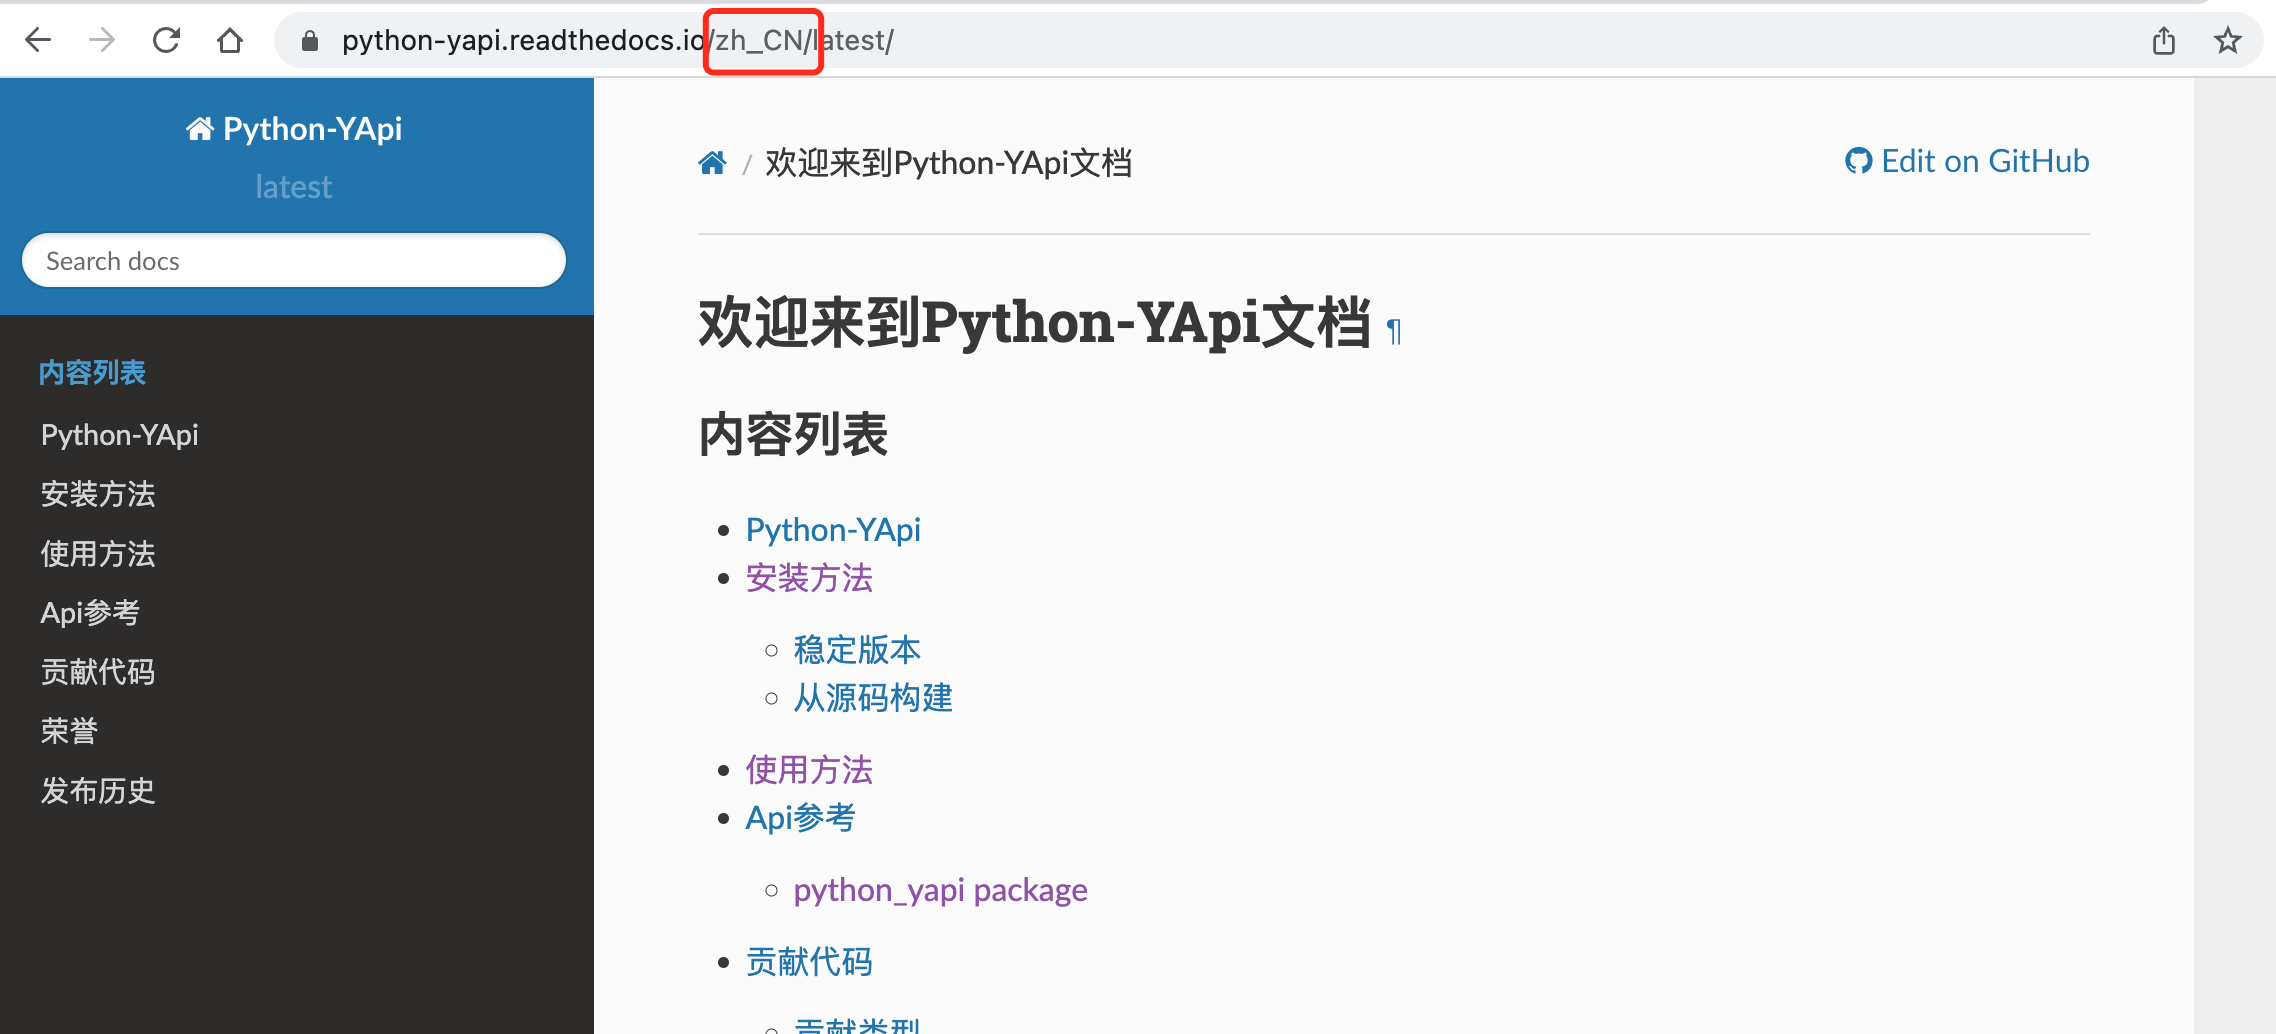 python-yapi.readthedocs.io/zh_CN/latest/
Python-YApi
latest
Search docs
内容列表
Python-YApi
安装方法
使用方法
Api参考
贡献代码
荣誉
发布历史
/ 欢迎来到Python-YApi文档
Edit on GitHub
欢迎来到Python-YApi文档 ¶
内容列表
Python-YApi
安装方法
稳定版本
从源码构建
使用方法
Api参考
python_yapi package
贡献代码
贡献类型